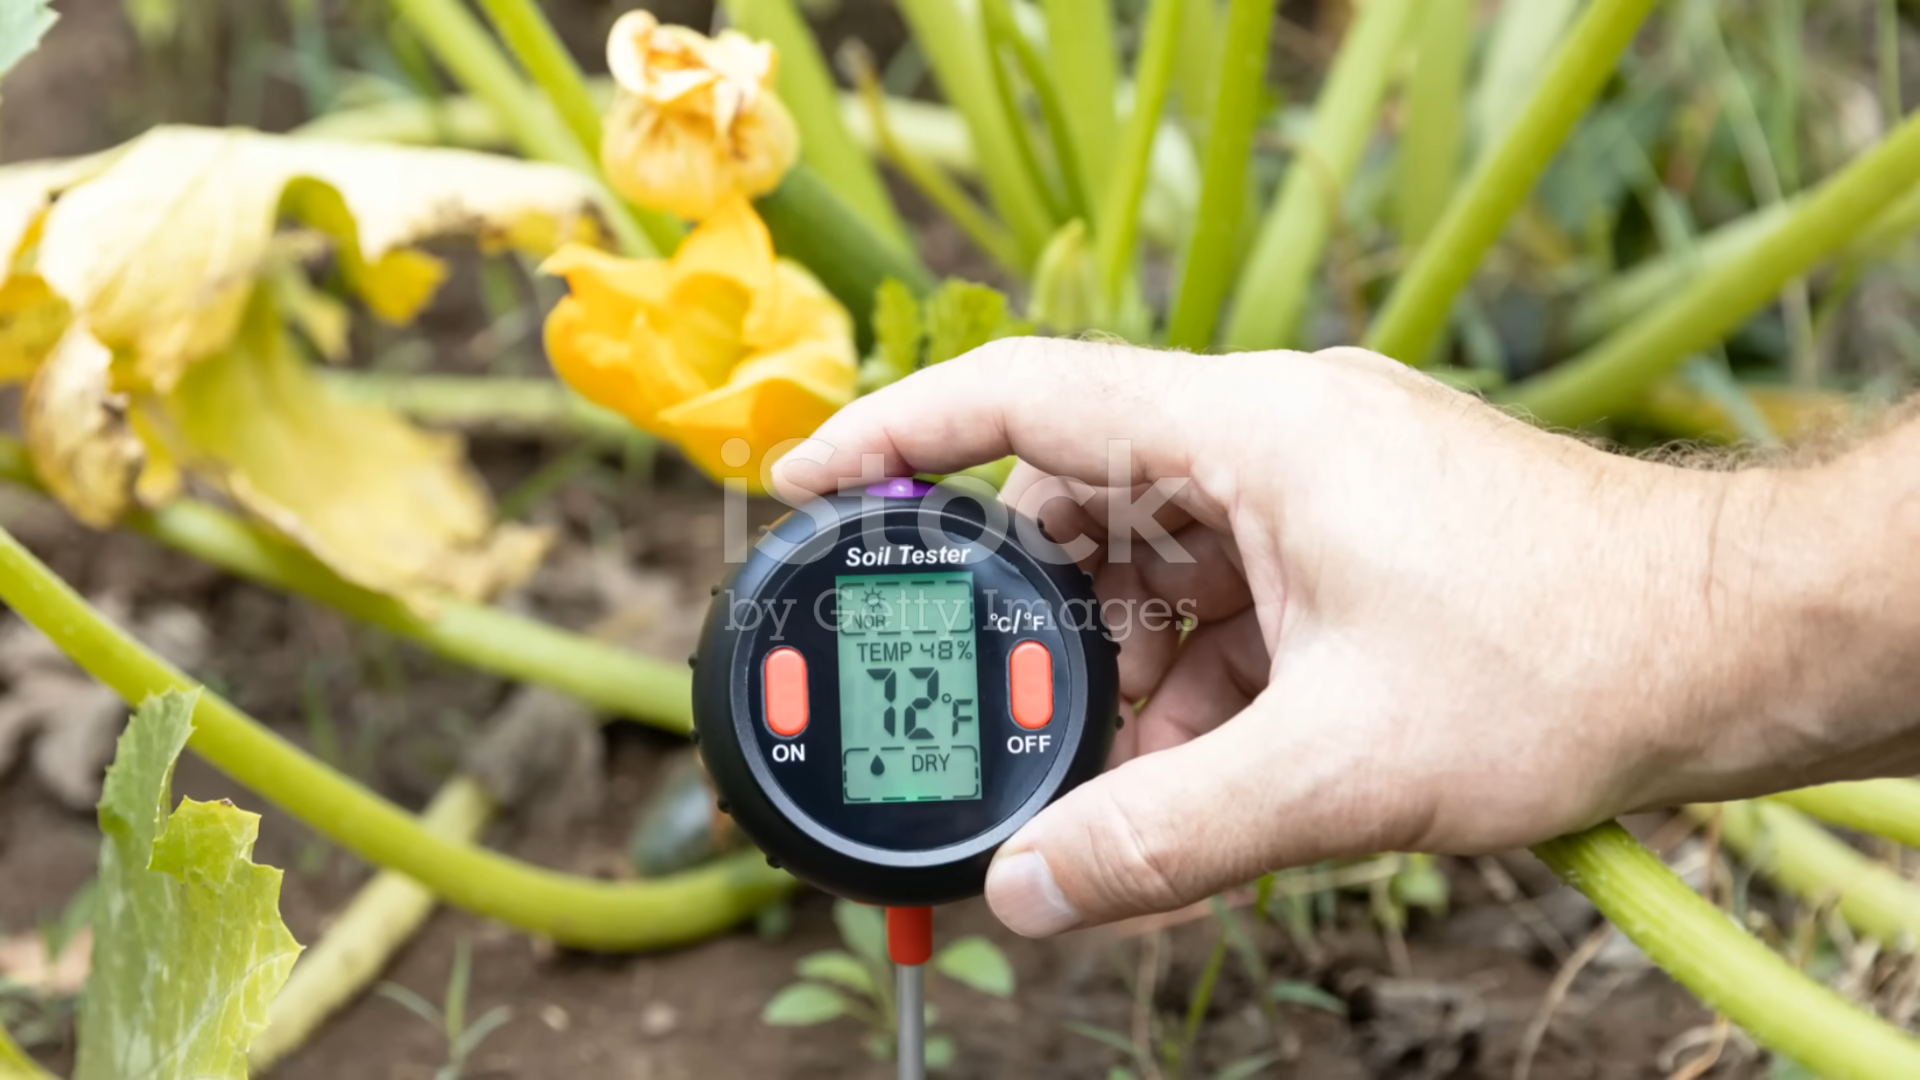 iStock
by Getty Images
Soil Tester
NOR
°C/°F
TEMP 48%
72°F
ON
OFF
DRY